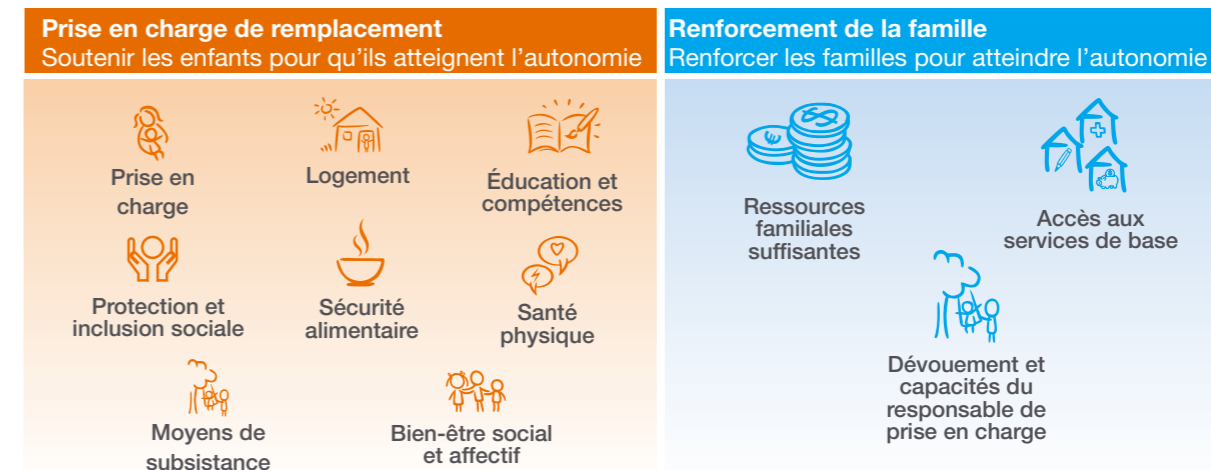 Prise en charge de remplacement
Soutenir les enfants pour qu'ils atteignent l'autonomie
Prise en
charge
Logement
Éducation et
compétences
Protection et
inclusion sociale
Sécurité
alimentaire
Santé
physique
Moyens de
subsistance
Bien-être social
et affectif
Renforcement de la famille
Renforcer les familles pour atteindre l'autonomie
Ressources
familiales
suffisantes
Accès aux
services de base
Dévouement et
capacités du
responsable de
prise en charge